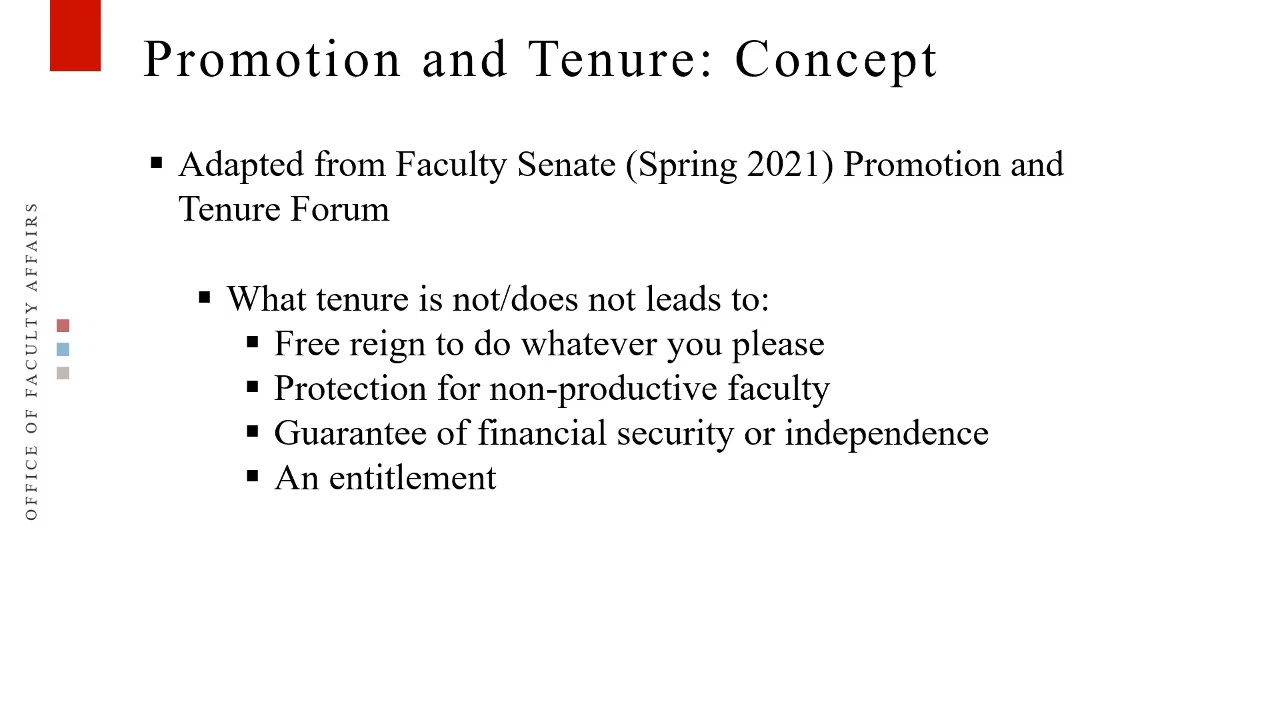 Promotion and Tenure: Concept
▪ Adapted from Faculty Senate (Spring 2021) Promotion and
Tenure Forum
▪ What tenure is not/does not leads to:
▪ Free reign to do whatever you please
▪ Protection for non-productive faculty
▪ Guarantee of financial security or independence
▪ An entitlement
OFFICE OF FACULTY AFFAIRS